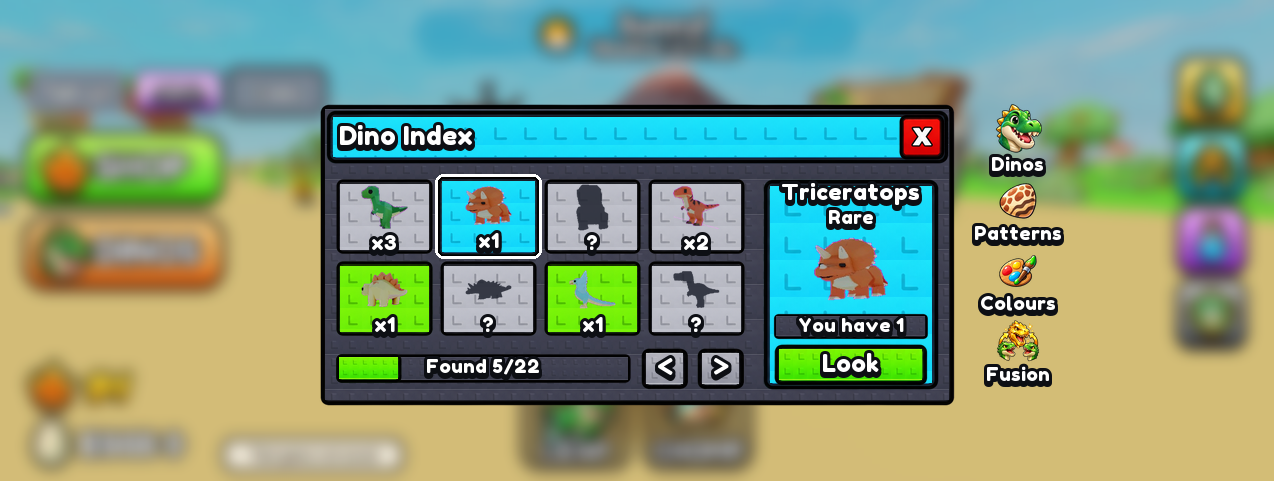 Dino Index
X
x3
x1
?
x2
x1
?
x1
?
Found 5/22
<
>
Triceratops
Rare
You have 1
Look
Dinos
Patterns
Colours
Fusion